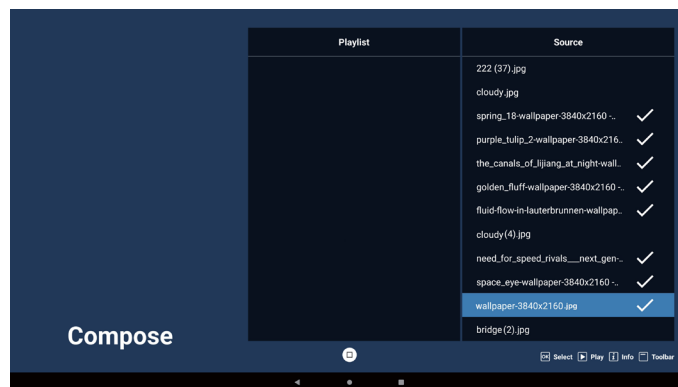 Playlist
Source
222 (37).jpg
cloudy.jpg
spring_18-wallpaper-3840x2160 -..
purple_tulip_2-wallpaper-3840x216..
the_canals_of_lijiang_at_night-wall..
golden_fluff-wallpaper-3840x2160 -..
fluid-flow-in-lauterbrunnen-wallpap..
cloudy(4).jpg
need_for_speed_rivals___next_gen-..
space_eye-wallpaper-3840x2160 -..
wallpaper-3840x2160.jpg
bridge(2).jpg
Compose
OK Select Play i Info Toolbar